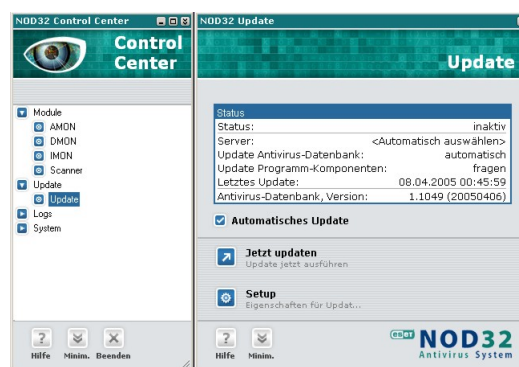 NOD32 Control Center
Control
Center
Module
AMON
DMON
IMON
Scanner
Update
Update
Logs
System
Hilfe
Minim.
Beenden
NOD32 Update
Update
Status
Status: inaktiv
Server: <Automatisch auswählen>
Update Antivirus-Datenbank: automatisch
Update Programm-Komponenten: fragen
Letztes Update: 08.04.2005 00:45:59
Antivirus-Datenbank, Version: 1.1049 (20050406)
Automatisches Update
Jetzt updaten
Update jetzt ausführen
Setup
Eigenschaften für Updat...
Hilfe
Minim.
eset NOD32
Antivirus System